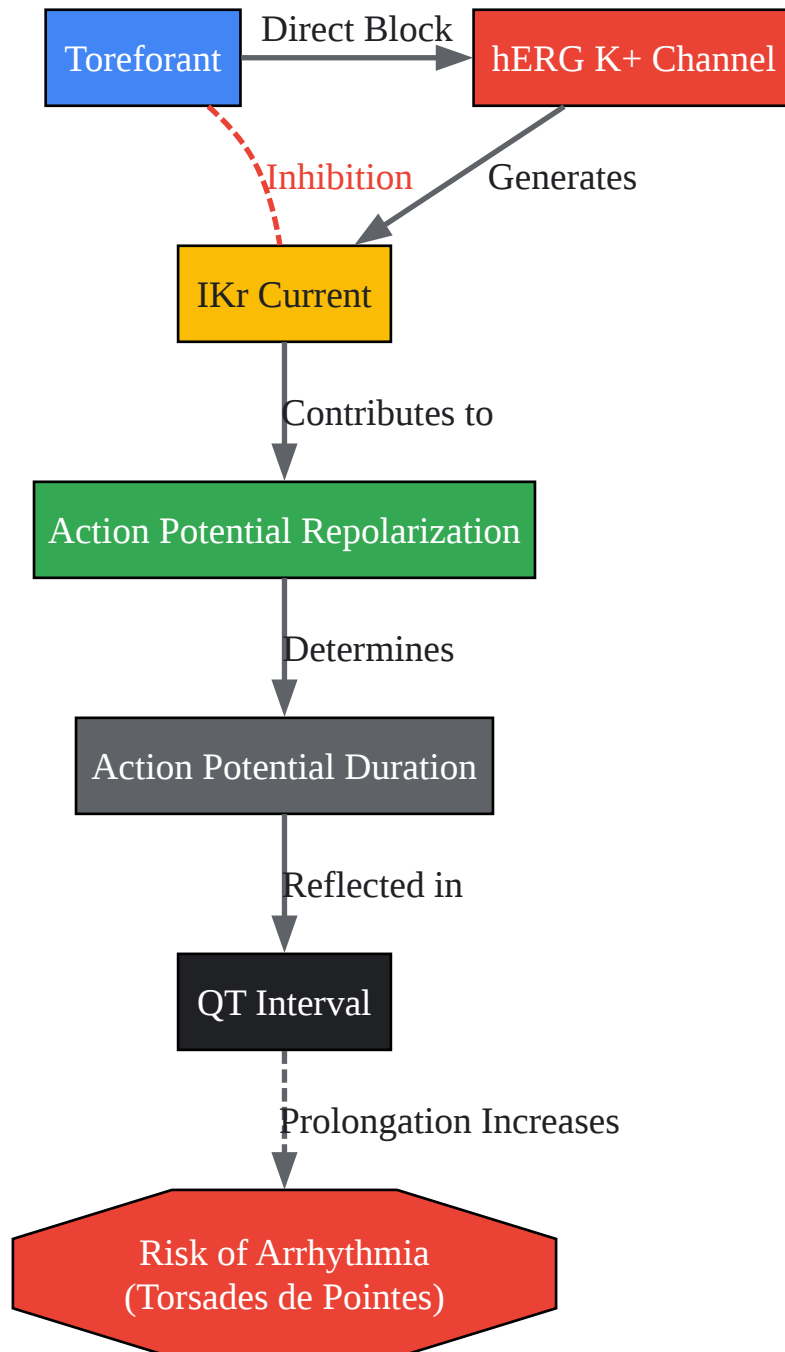 Direct Block
Toreforant
hERG K+ Channel
Inhibition
Generates
IKr Current
Contributes to
Action Potential Repolarization
Determines
Action Potential Duration
Reflected in
QT Interval
Prolongation Increases
Risk of Arrhythmia
(Torsades de Pointes)